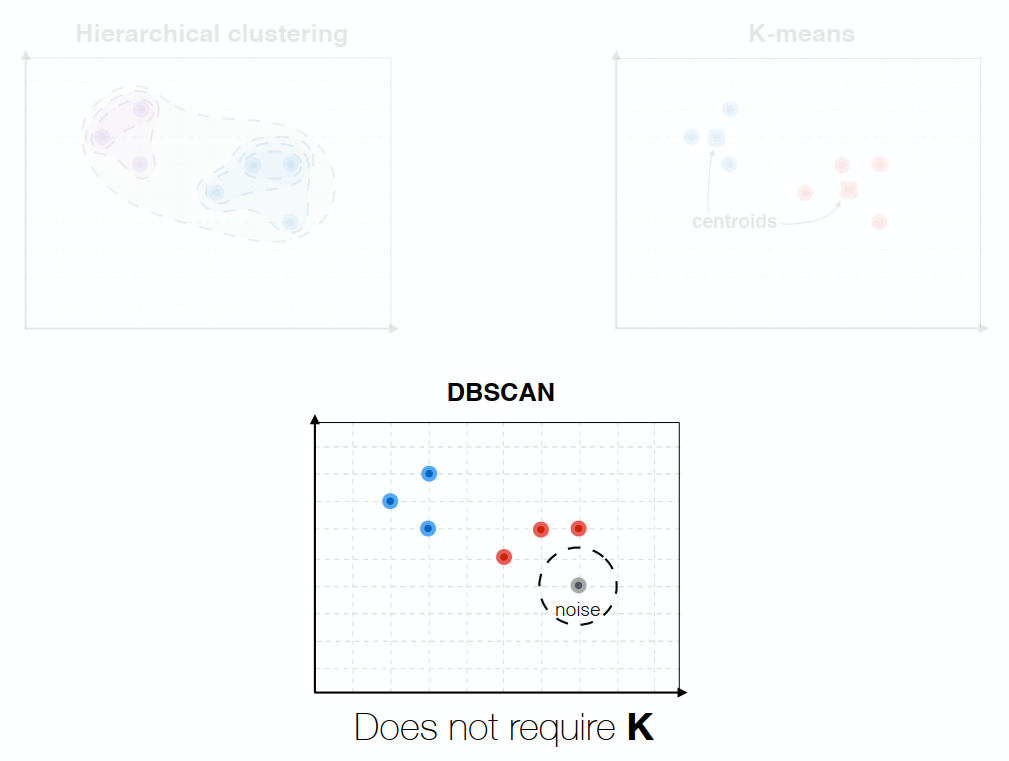 Hierarchical clustering
K-means
centroids
DBSCAN
noise
Does not require K